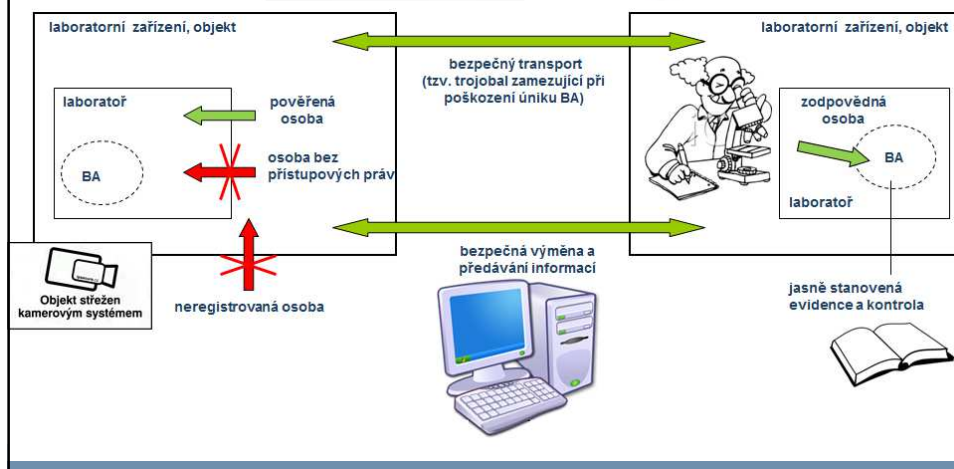 laboratorní zařízení, objekt
laboratoř
BA
pověřená
osoba
osoba bez
přístupových práv
neregistrovaná osoba
Objekt střežen
kamerovým systémem
bezpečný transport
(tzv. trojobal zamezující při
poškození úniku BA)
bezpečná výměna a
předávání informací
laboratorní zařízení, objekt
zodpovědná
osoba
BA
laboratoř
jasně stanovená
evidence a kontrola